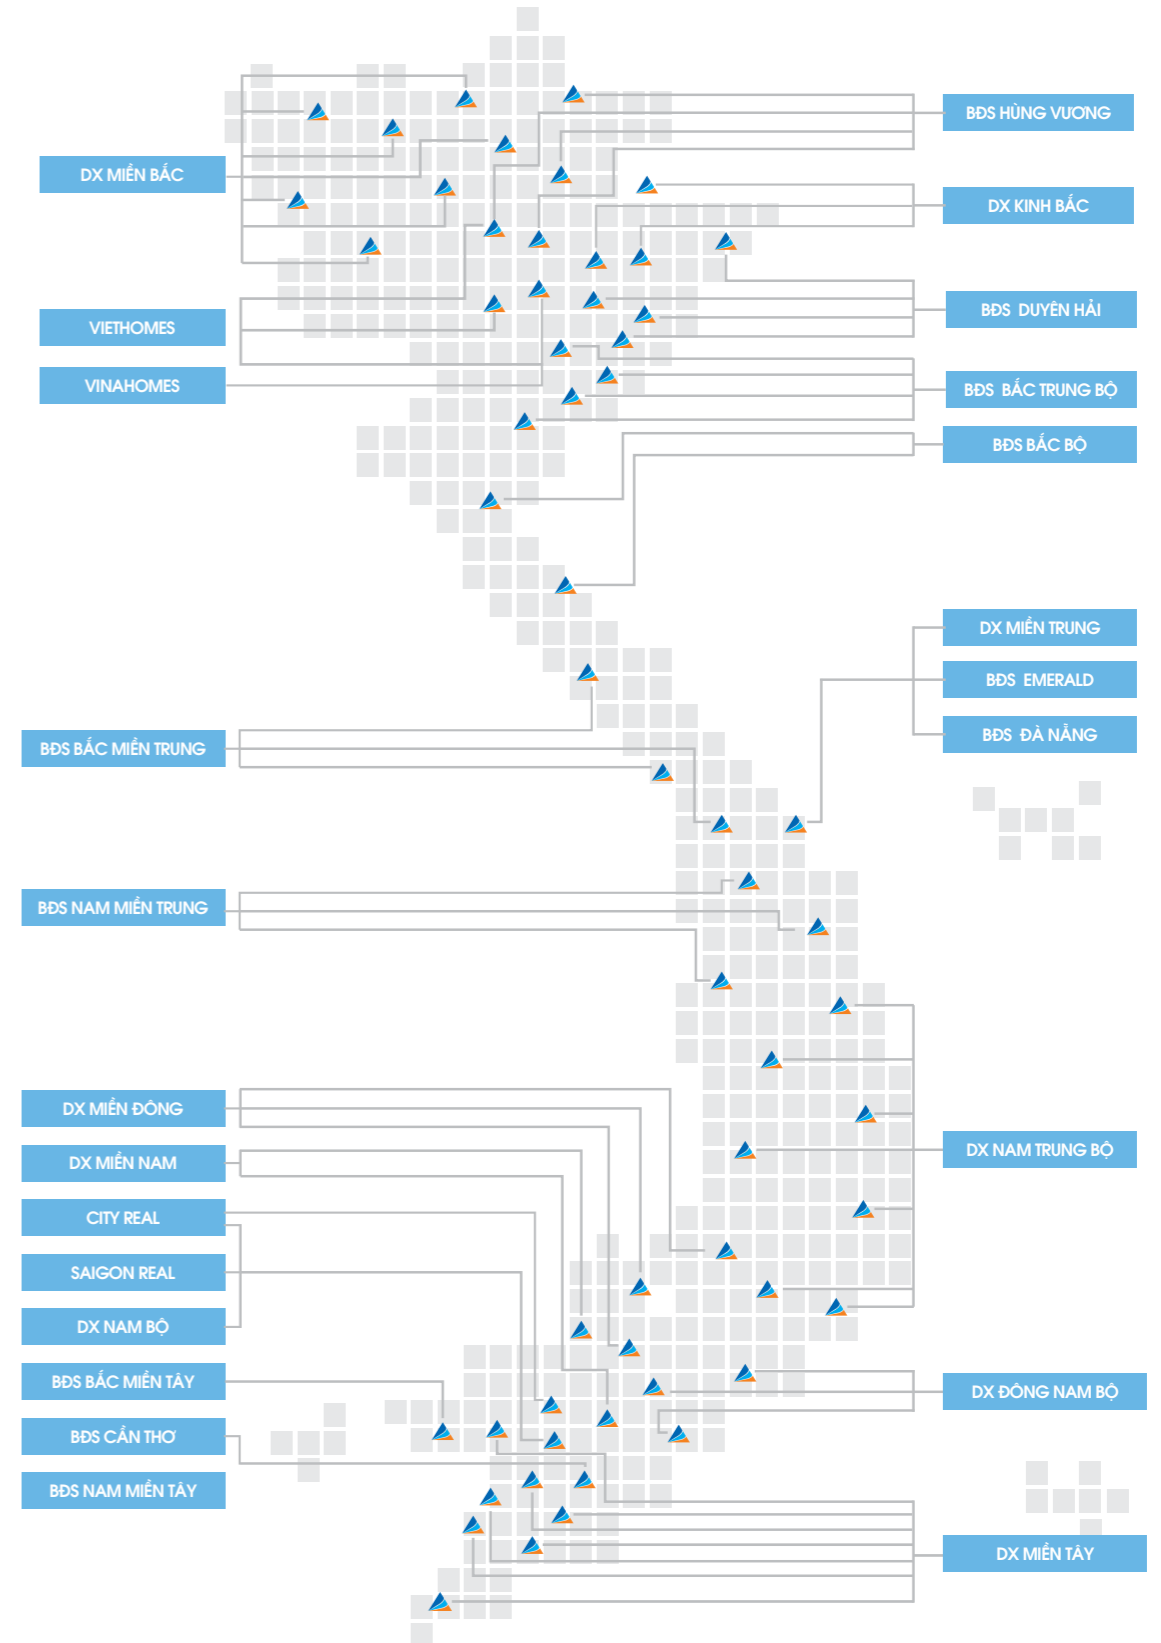 BĐS HÙNG VƯƠNG
DX MIỀN BẮC
DX KINH BẮC
BĐS DUYÊN HẢI
VIETHOMES
VINAHOMES
BĐS BẮC TRUNG BỘ
BĐS BẮC BỘ
DX MIỀN TRUNG
BĐS EMERALD
BĐS ĐÀ NẴNG
BĐS BẮC MIỀN TRUNG
BĐS NAM MIỀN TRUNG
DX MIỀN ĐÔNG
DX NAM TRUNG BỘ
DX MIỀN NAM
CITY REAL
SAIGON REAL
DX NAM BỘ
BĐS BẮC MIỀN TÂY
DX ĐÔNG NAM BỘ
BĐS CẦN THƠ
BĐS NAM MIỀN TÂY
DX MIỀN TÂY